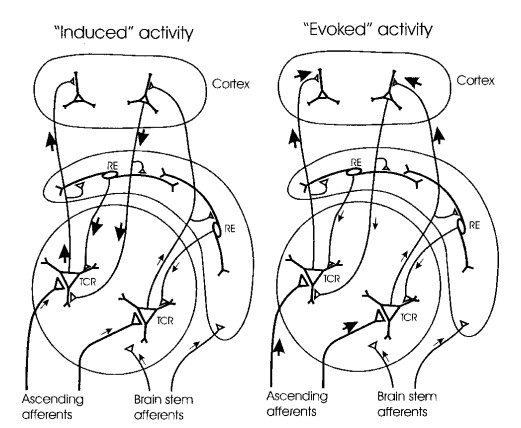 "Induced" activity
"Evoked" activity
Cortex
Cortex
RE
RE
TCR
TCR
RE
RE
TCR
TCR
Ascending
afferents
Brain stem
afferents
Ascending
afferents
Brain stem
afferents